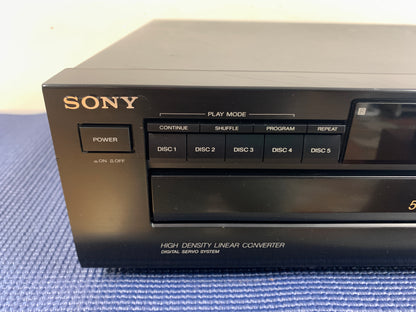 SONY
PLAY MODE
CONTINUE SHUFFLE PROGRAM REPEAT
POWER
DISC 1 DISC 2 DISC 3 DISC 4 DISC 5
ON OFF
5
HIGH DENSITY LINEAR CONVERTER
DIGITAL SERVO SYSTEM